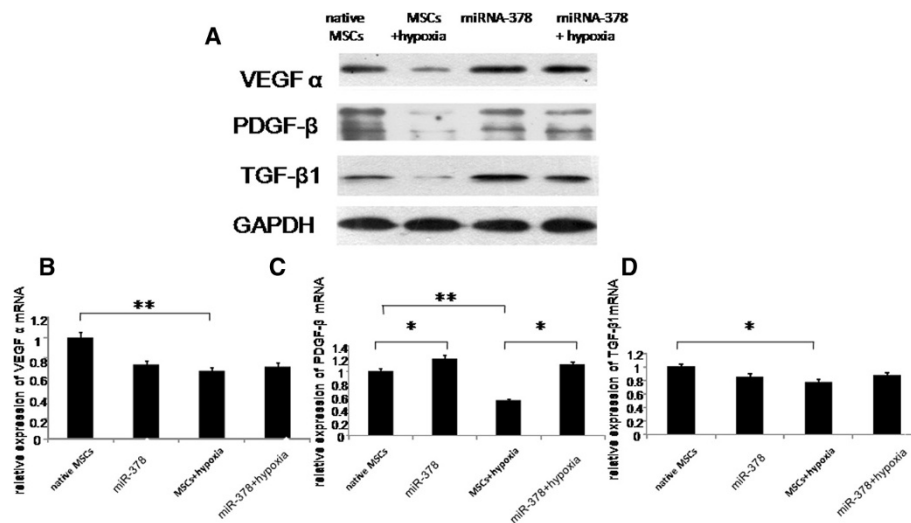 A
native MSCs
MSCs +hypoxia
miRNA-378
miRNA-378 + hypoxia
VEGF α
PDGF-β
TGF-β1
GAPDH
B
relative expression of VEGF α mRNA
**
1.2
1
0.8
0.6
0.4
0.2
0
native MSCs
miR-378
MSCs+hypoxia
miR-378+hypoxia
C
relative expression of PDGF-β mRNA
**
*
*
1.4
1.2
1
0.8
0.6
0.4
0.2
0
native MSCs
miR-378
MSCs+hypoxia
miR-378+hypoxia
D
relative expression of TGF-β1 mRNA
*
1.2
1
0.8
0.6
0.4
0.2
0
native MSCs
miR-378
MSCs+hypoxia
miR-378+hypoxia